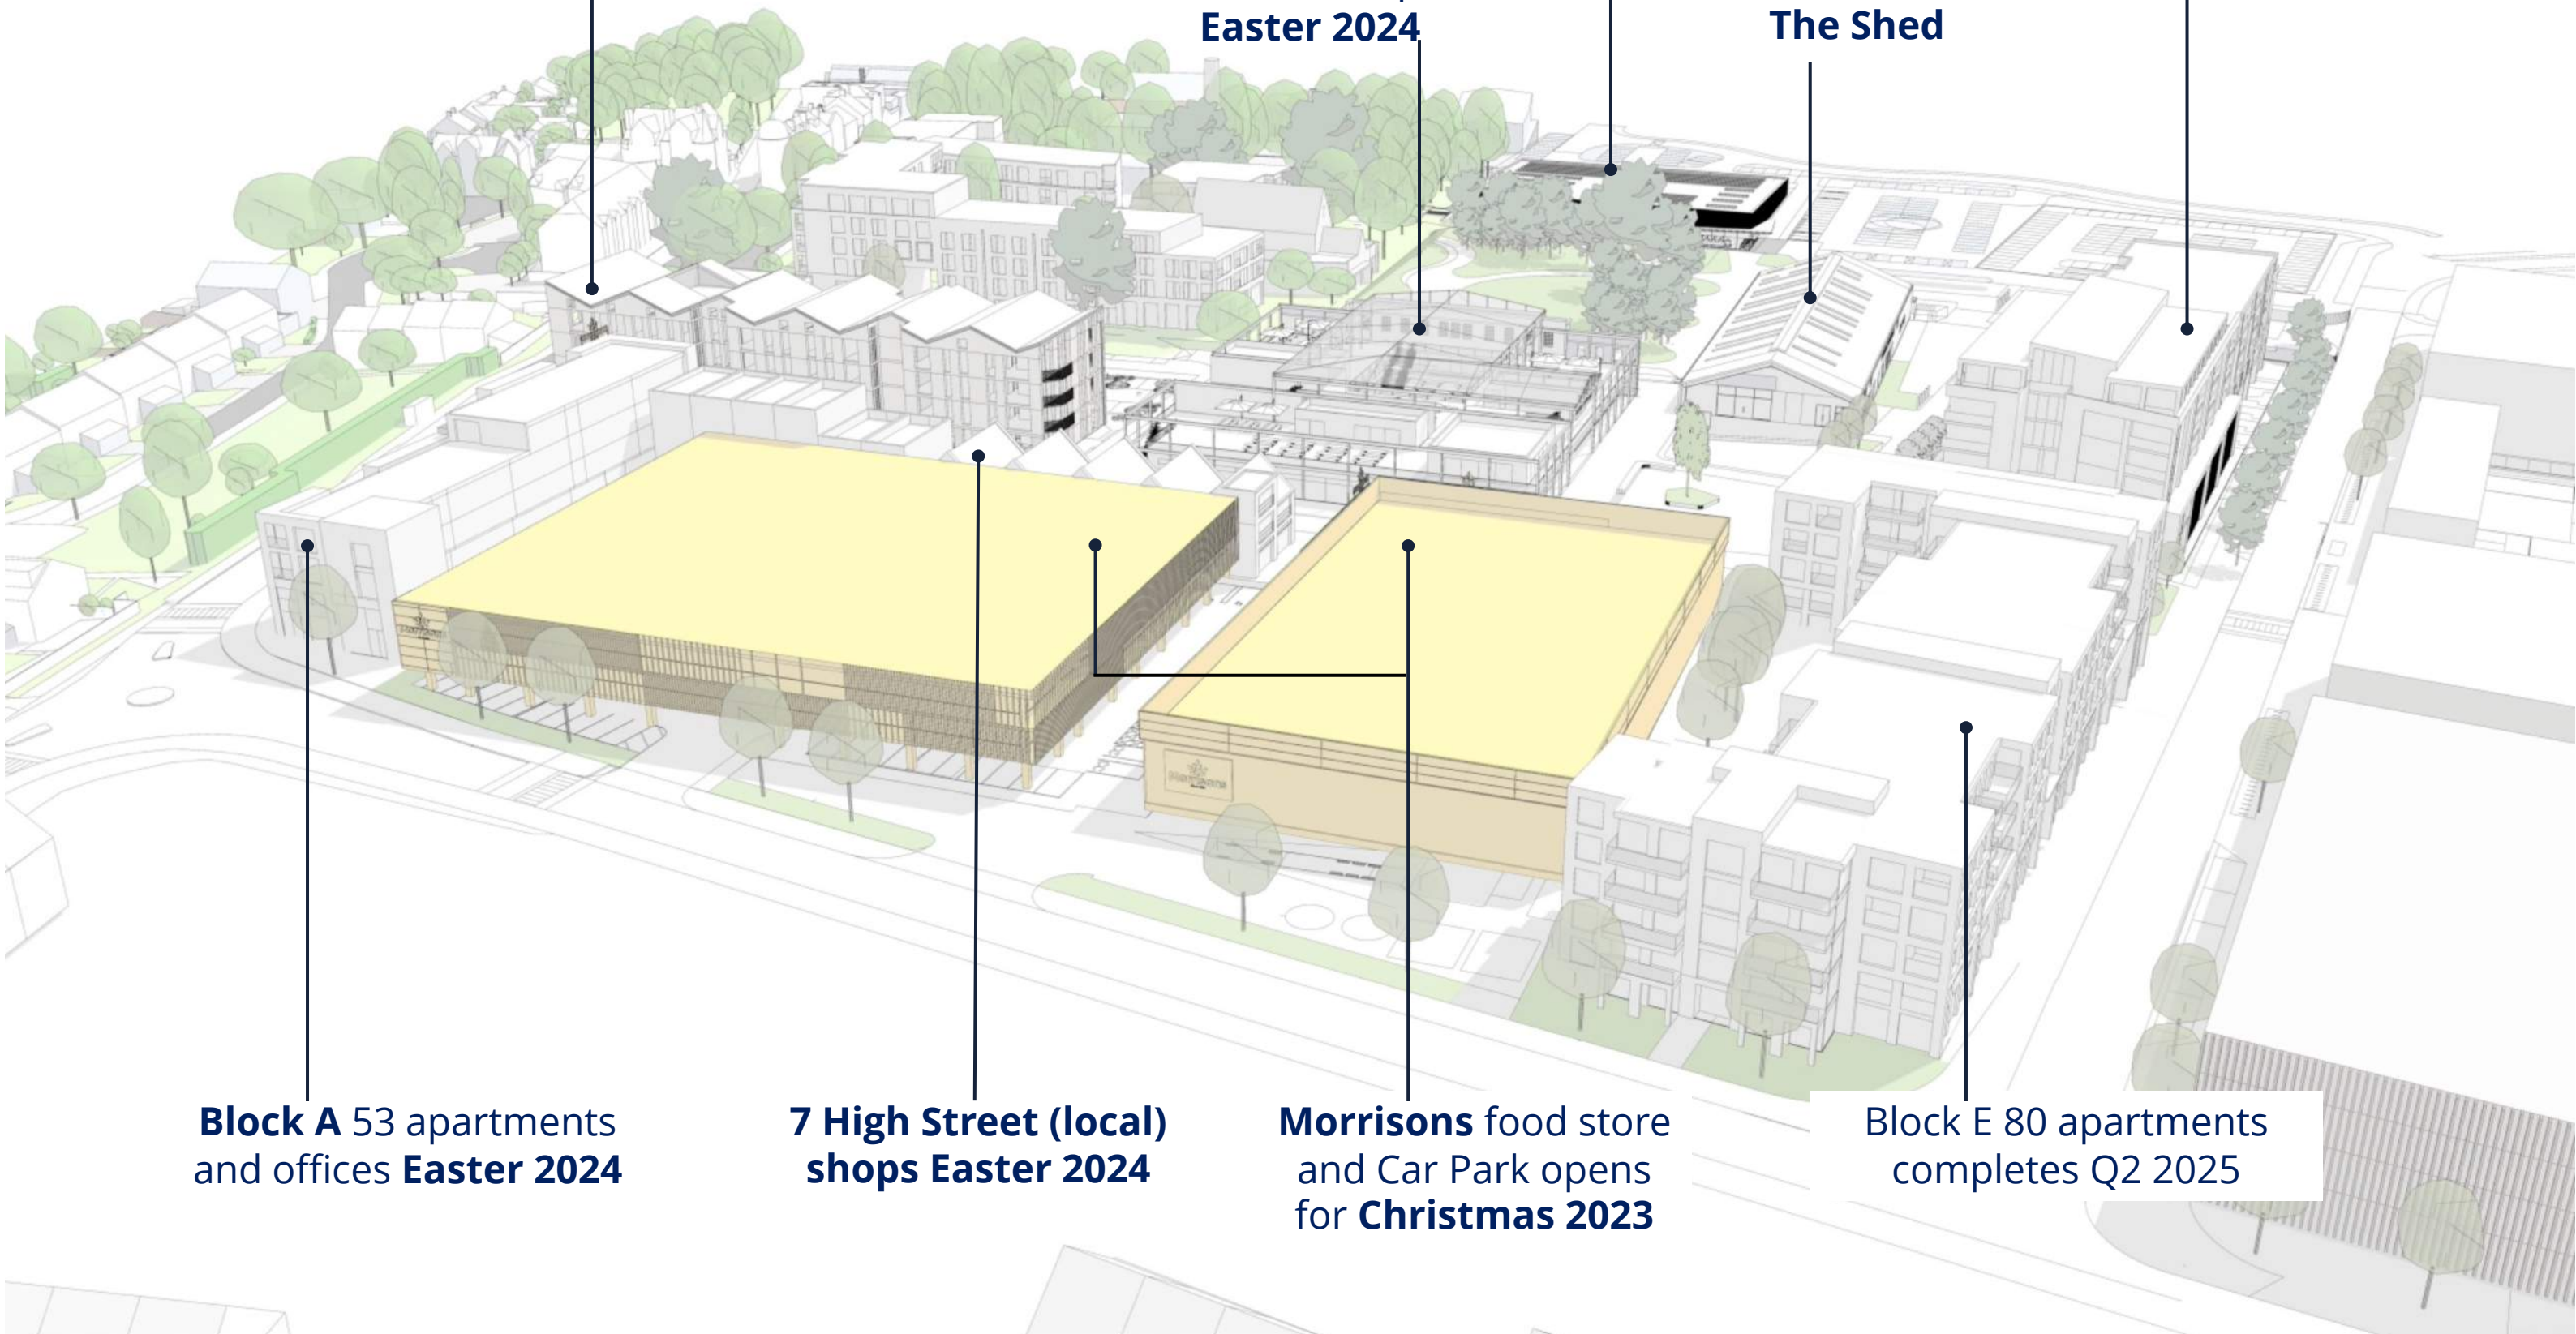 Easter 2024
The Shed
Morrisons
Block A 53 apartments
and offices Easter 2024
7 High Street (local)
shops Easter 2024
Morrisons food store
and Car Park opens
for Christmas 2023
Block E 80 apartments
completes Q2 2025